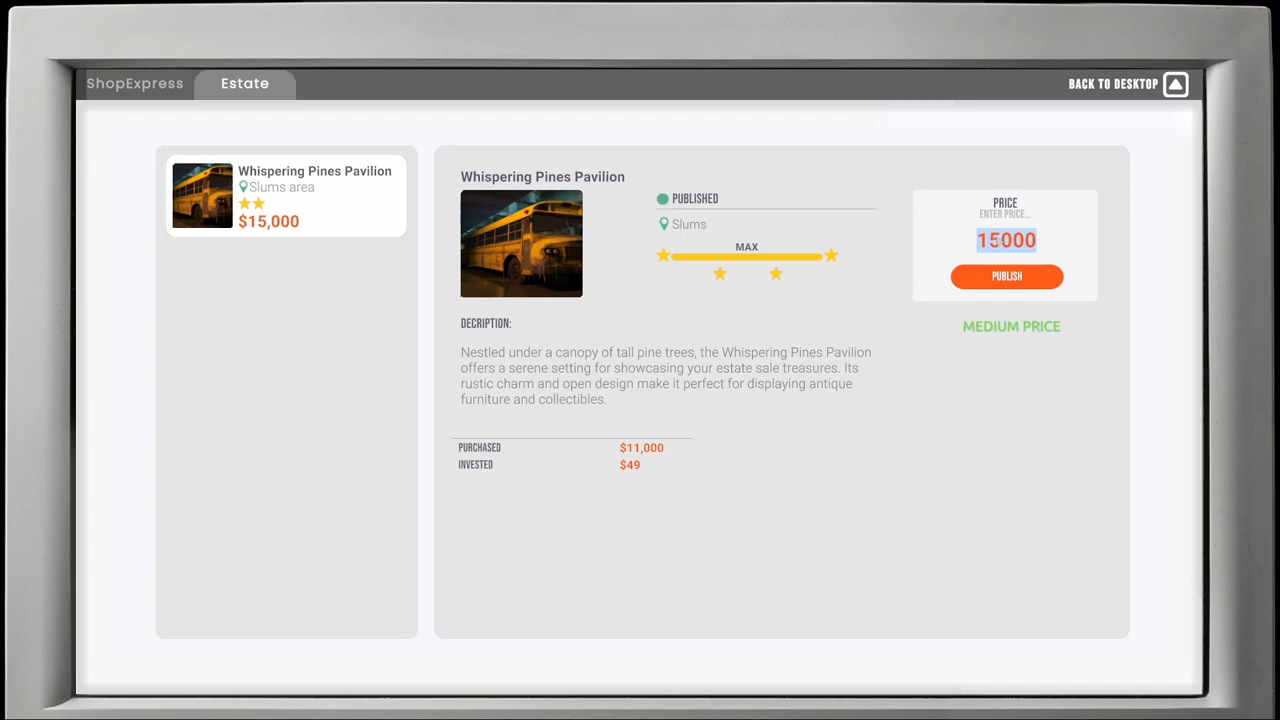 ShopExpress
Estate
BACK TO DESKTOP
Whispering Pines Pavilion
Slums area
$15,000
Whispering Pines Pavilion
PUBLISHED
Slums
MAX
PRICE
ENTER PRICE...
15000
PUBLISH
MEDIUM PRICE
DECRIPTION:
Nestled under a canopy of tall pine trees, the Whispering Pines Pavilion
offers a serene setting for showcasing your estate sale treasures. Its
rustic charm and open design make it perfect for displaying antique
furniture and collectibles.
PURCHASED $11,000
INVESTED $49